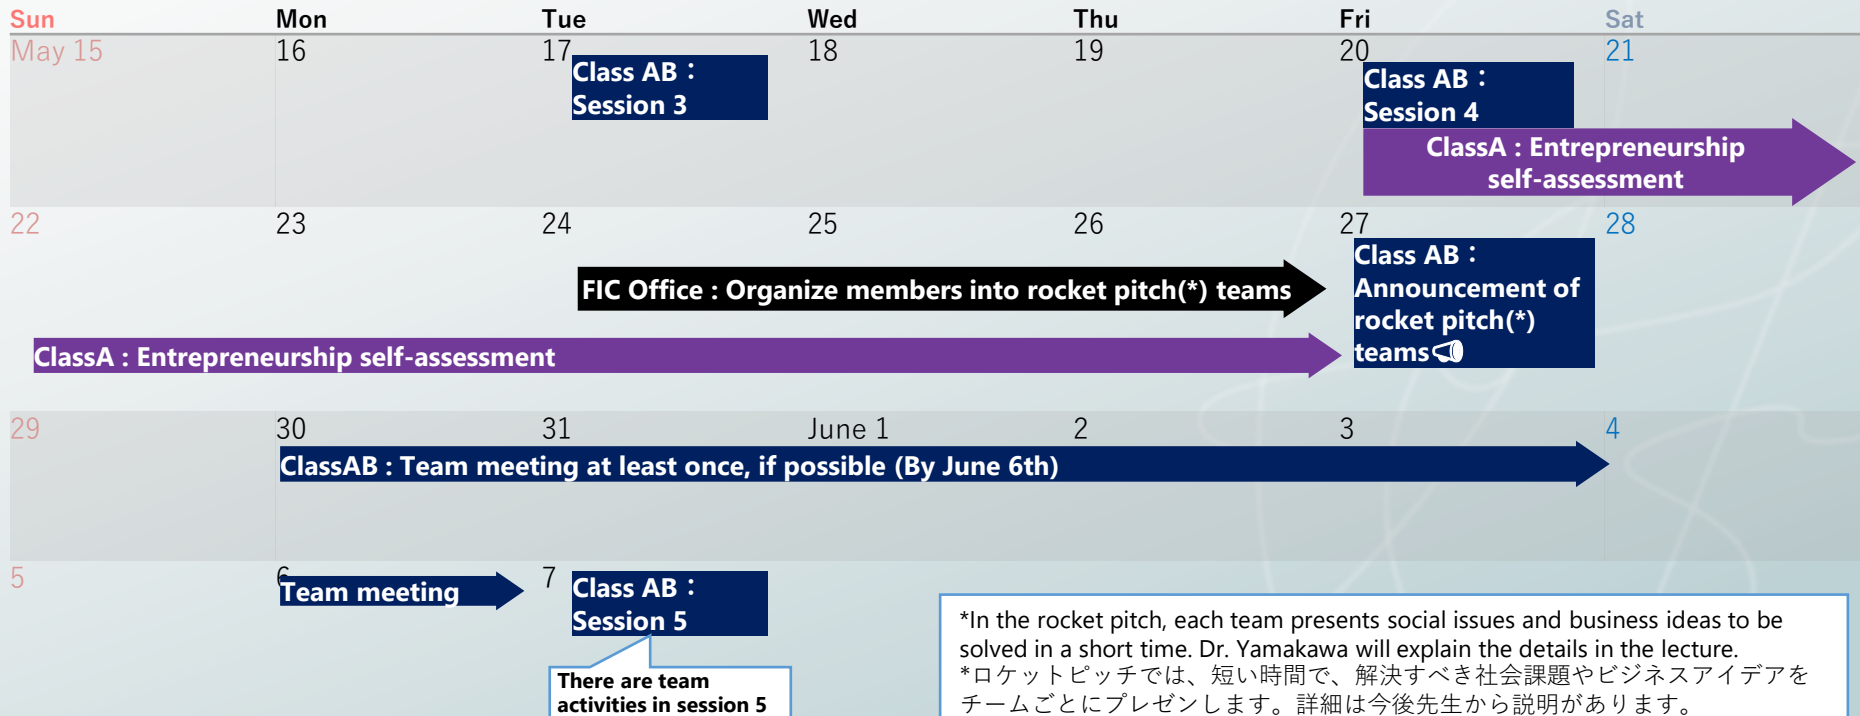 Sun Mon Tue Wed Thu Fri Sat
May 15 16 17 18 19 20 21
Class AB：
Session 3
Class AB：
Session 4
ClassA : Entrepreneurship
self-assessment
22 23 24 25 26 27 28
FIC Office : Organize members into rocket pitch(*) teams
Class AB：
Announcement of
rocket pitch(*)
teams
ClassA : Entrepreneurship self-assessment
29 30 31 June 1 2 3 4
ClassAB : Team meeting at least once, if possible (By June 6th)
5 6 7
Team meeting
Class AB：
Session 5
There are team
activities in session 5
*In the rocket pitch, each team presents social issues and business ideas to be
solved in a short time. Dr. Yamakawa will explain the details in the lecture.
*ロケットピッチでは、短い時間で、解決すべき社会課題やビジネスアイデアを
チームごとにプレゼンします。詳細は今後先生から説明があります。